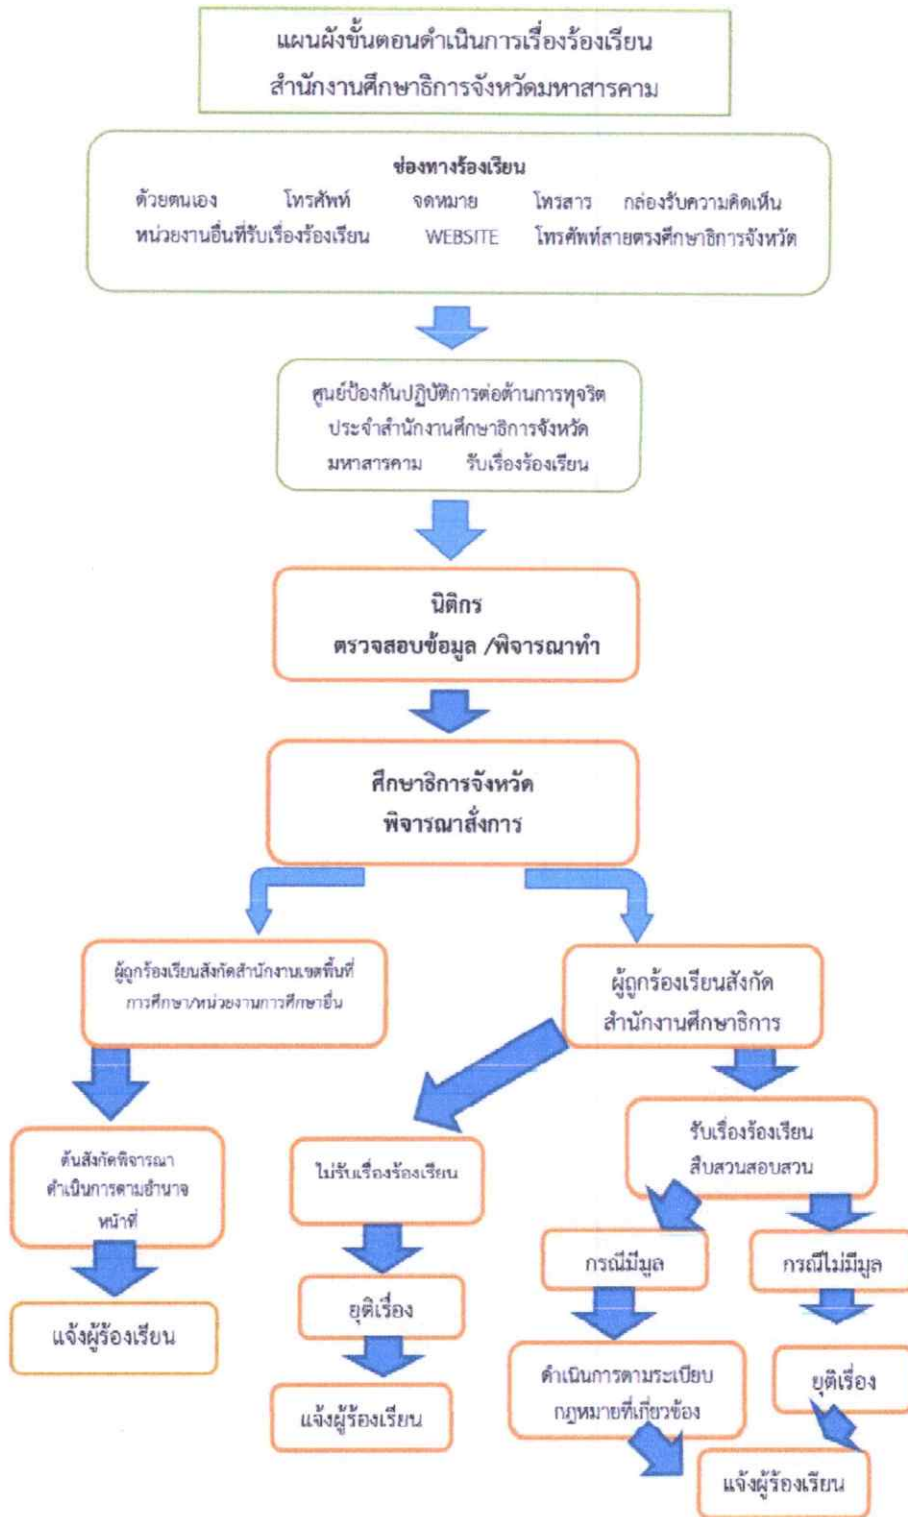 แผนผังขั้นตอนดำเนินการเรื่องร้องเรียน
สำนักงานศึกษาธิการจังหวัดมหาสารคาม
ช่องทางร้องเรียน
ด้วยตนเอง โทรศัพท์ จดหมาย โทรสาร กล่องรับความคิดเห็น
หน่วยงานอื่นที่รับเรื่องร้องเรียน WEBSITE โทรศัพท์สายตรงศึกษาธิการจังหวัด
ศูนย์ป้องกันปฏิบัติการต่อต้านการทุจริต
ประจำสำนักงานศึกษาธิการจังหวัด
มหาสารคาม รับเรื่องร้องเรียน
นิติกร
ตรวจสอบข้อมูล /พิจารณาทำ
ศึกษาธิการจังหวัด
พิจารณาสั่งการ
ผู้ถูกร้องเรียนสังกัดสำนักงานเขตพื้นที่
การศึกษา/หน่วยงานการศึกษาอื่น
ผู้ถูกร้องเรียนสังกัด
สำนักงานศึกษาธิการ
ต้นสังกัดพิจารณา
ดำเนินการตามอำนาจ
หน้าที่
แจ้งผู้ร้องเรียน
ไม่รับเรื่องร้องเรียน
ยุติเรื่อง
แจ้งผู้ร้องเรียน
รับเรื่องร้องเรียน
สืบสวนสอบสวน
กรณีมีมูล
กรณีไม่มีมูล
ดำเนินการตามระเบียบ
กฎหมายที่เกี่ยวข้อง
ยุติเรื่อง
แจ้งผู้ร้องเรียน